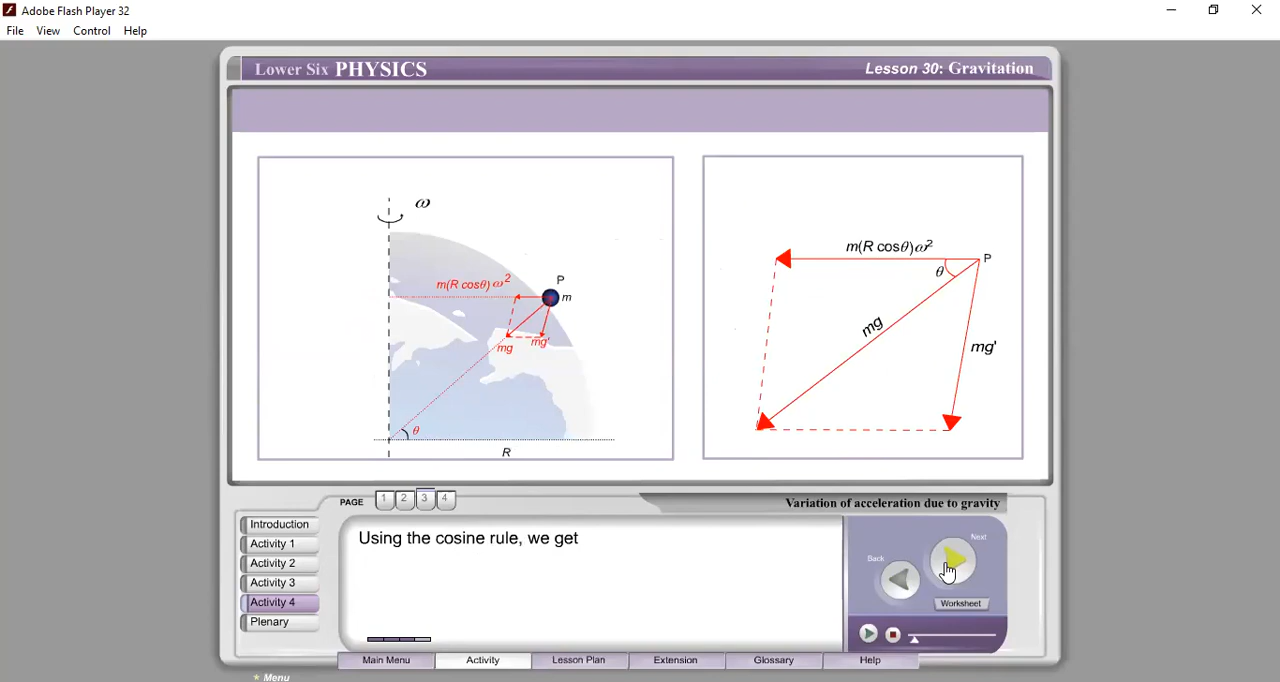 Adobe Flash Player 32
File View Control Help
Lower Six PHYSICS
Lesson 30: Gravitation
ω
P
m(R cosθ) ω²
m
mg
mg'
θ
R
m(R cosθ) ω²
P
θ
mg
mg'
PAGE 1 2 3 4
Variation of acceleration due to gravity
Introduction
Activity 1
Activity 2
Activity 3
Activity 4
Plenary
Using the cosine rule, we get
Next
Back
Worksheet
Main Menu Activity Lesson Plan Extension Glossary Help
Menu